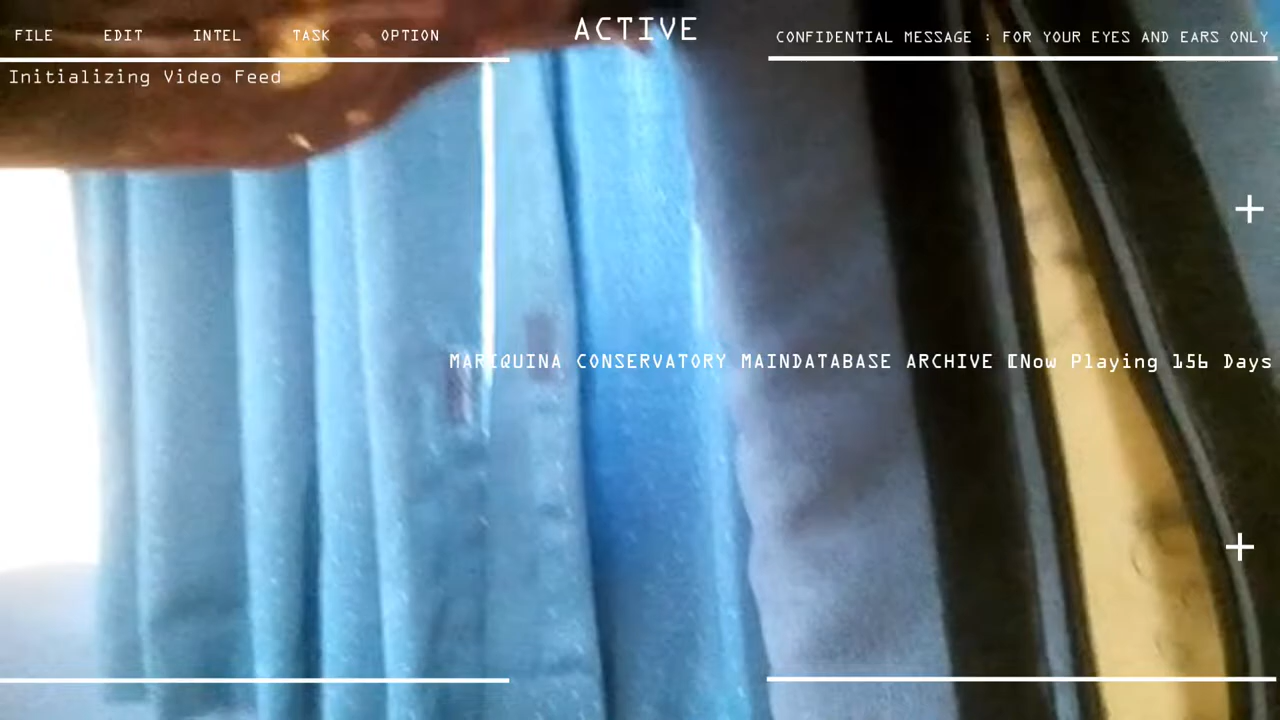 FILE EDIT INTEL TASK OPTION
ACTIVE
CONFIDENTIAL MESSAGE : FOR YOUR EYES AND EARS ONLY
Initializing Video Feed
MARIQUINA CONSERVATORY MAINDATABASE ARCHIVE [Now Playing 156 Days